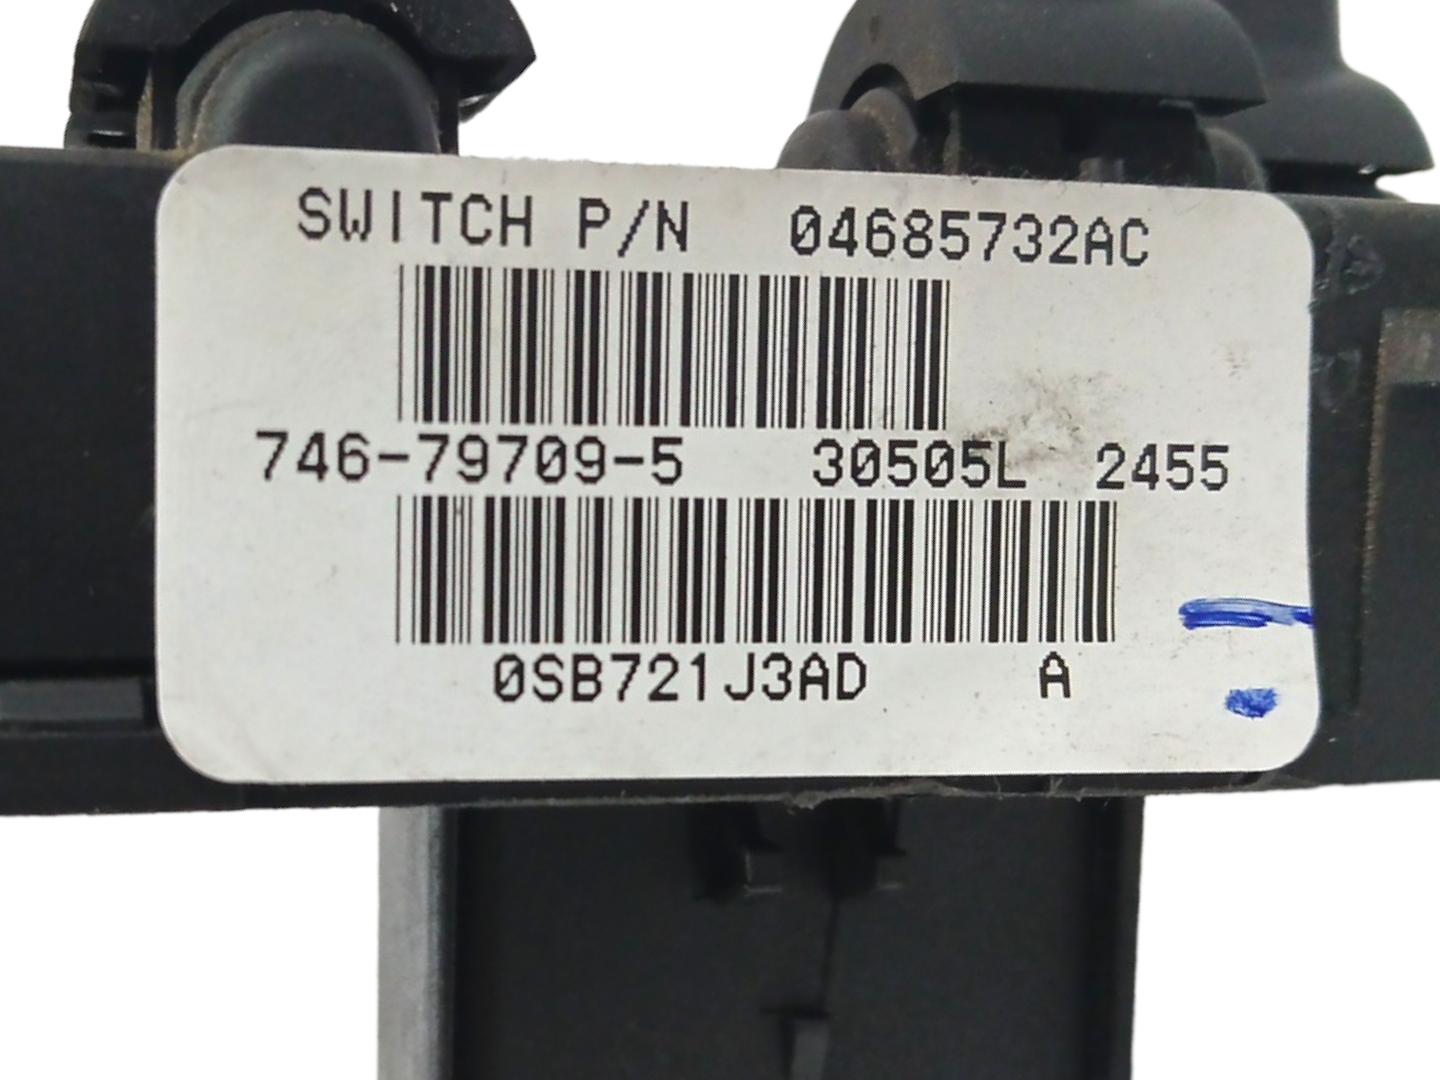 SWITCH P/N 04685732AC
746-79709-5 30505L 2455
0SB721J3AD A